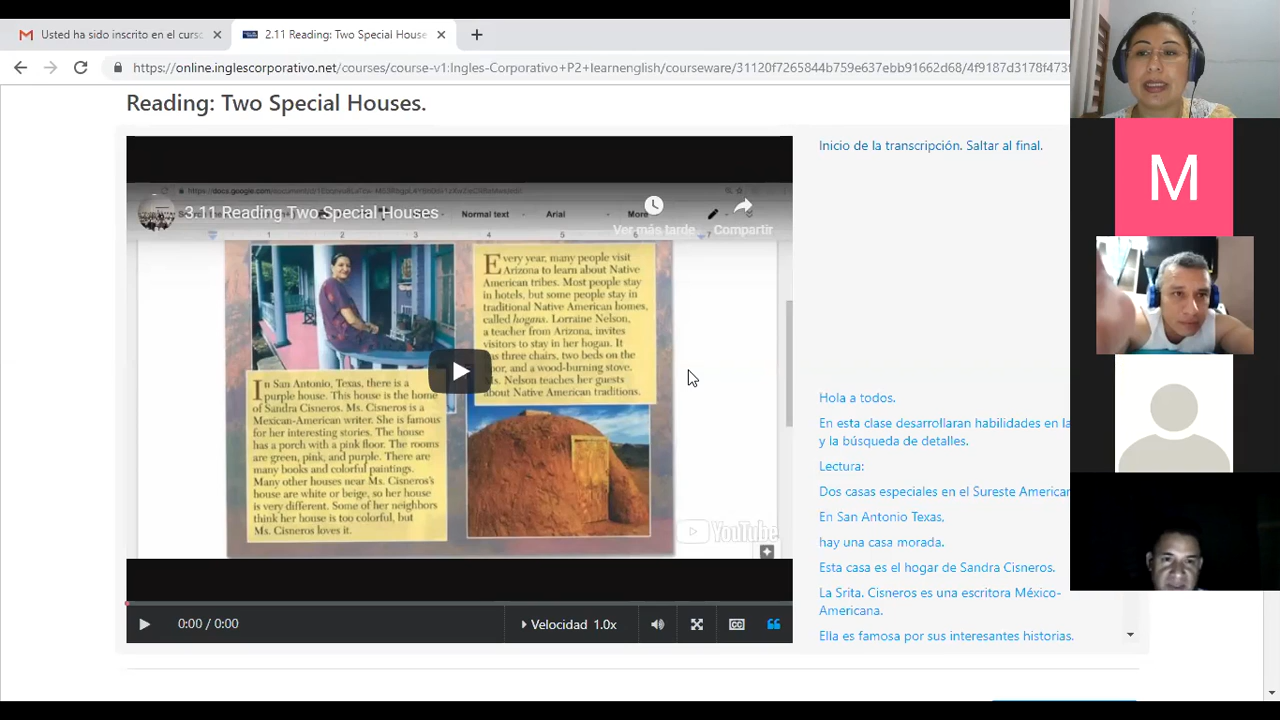 Usted ha sido inscrito en el curso
2.11 Reading: Two Special House
https://online.inglescorporativo.net/courses/course-v1:Ingles-Corporativo+P2+learnenglish/courseware/31120f7265844b759e637ebb91662d68/4f9187d3178f473f
Reading: Two Special Houses.
3.11 Reading Two Special Houses
Normal text
Arial
More
Ver más tarde
Compartir
1 2 3 4 5 6 7
Every year, many people visit
Arizona to learn about Native
American tribes. Most people stay
in hotels, but some people stay in
traditional Native American homes,
called hogans. Lorraine Nelson,
a teacher from Arizona, invites
visitors to stay in her hogan. It
has three chairs, two beds on the
floor, and a wood-burning stove.
Ms. Nelson teaches her guests
about Native American traditions.
In San Antonio, Texas, there is a
purple house. This house is the home
of Sandra Cisneros. Ms. Cisneros is a
Mexican-American writer. She is famous
for her interesting stories. The house
has a porch with a pink floor. The rooms
are green, pink, and purple. There are
many books and colorful paintings.
Many other houses near Ms. Cisneros's
house are white or beige, so her house
is very different. Some of her neighbors
think her house is too colorful, but
Ms. Cisneros loves it.
YouTube
0:00 / 0:00
Velocidad 1.0x
Inicio de la transcripción. Saltar al final.
Hola a todos.
En esta clase desarrollaran habilidades en la
y la búsqueda de detalles.
Lectura:
Dos casas especiales en el Sureste American
En San Antonio Texas,
hay una casa morada.
Esta casa es el hogar de Sandra Cisneros.
La Srita. Cisneros es una escritora México-
Americana.
Ella es famosa por sus interesantes historias.
M